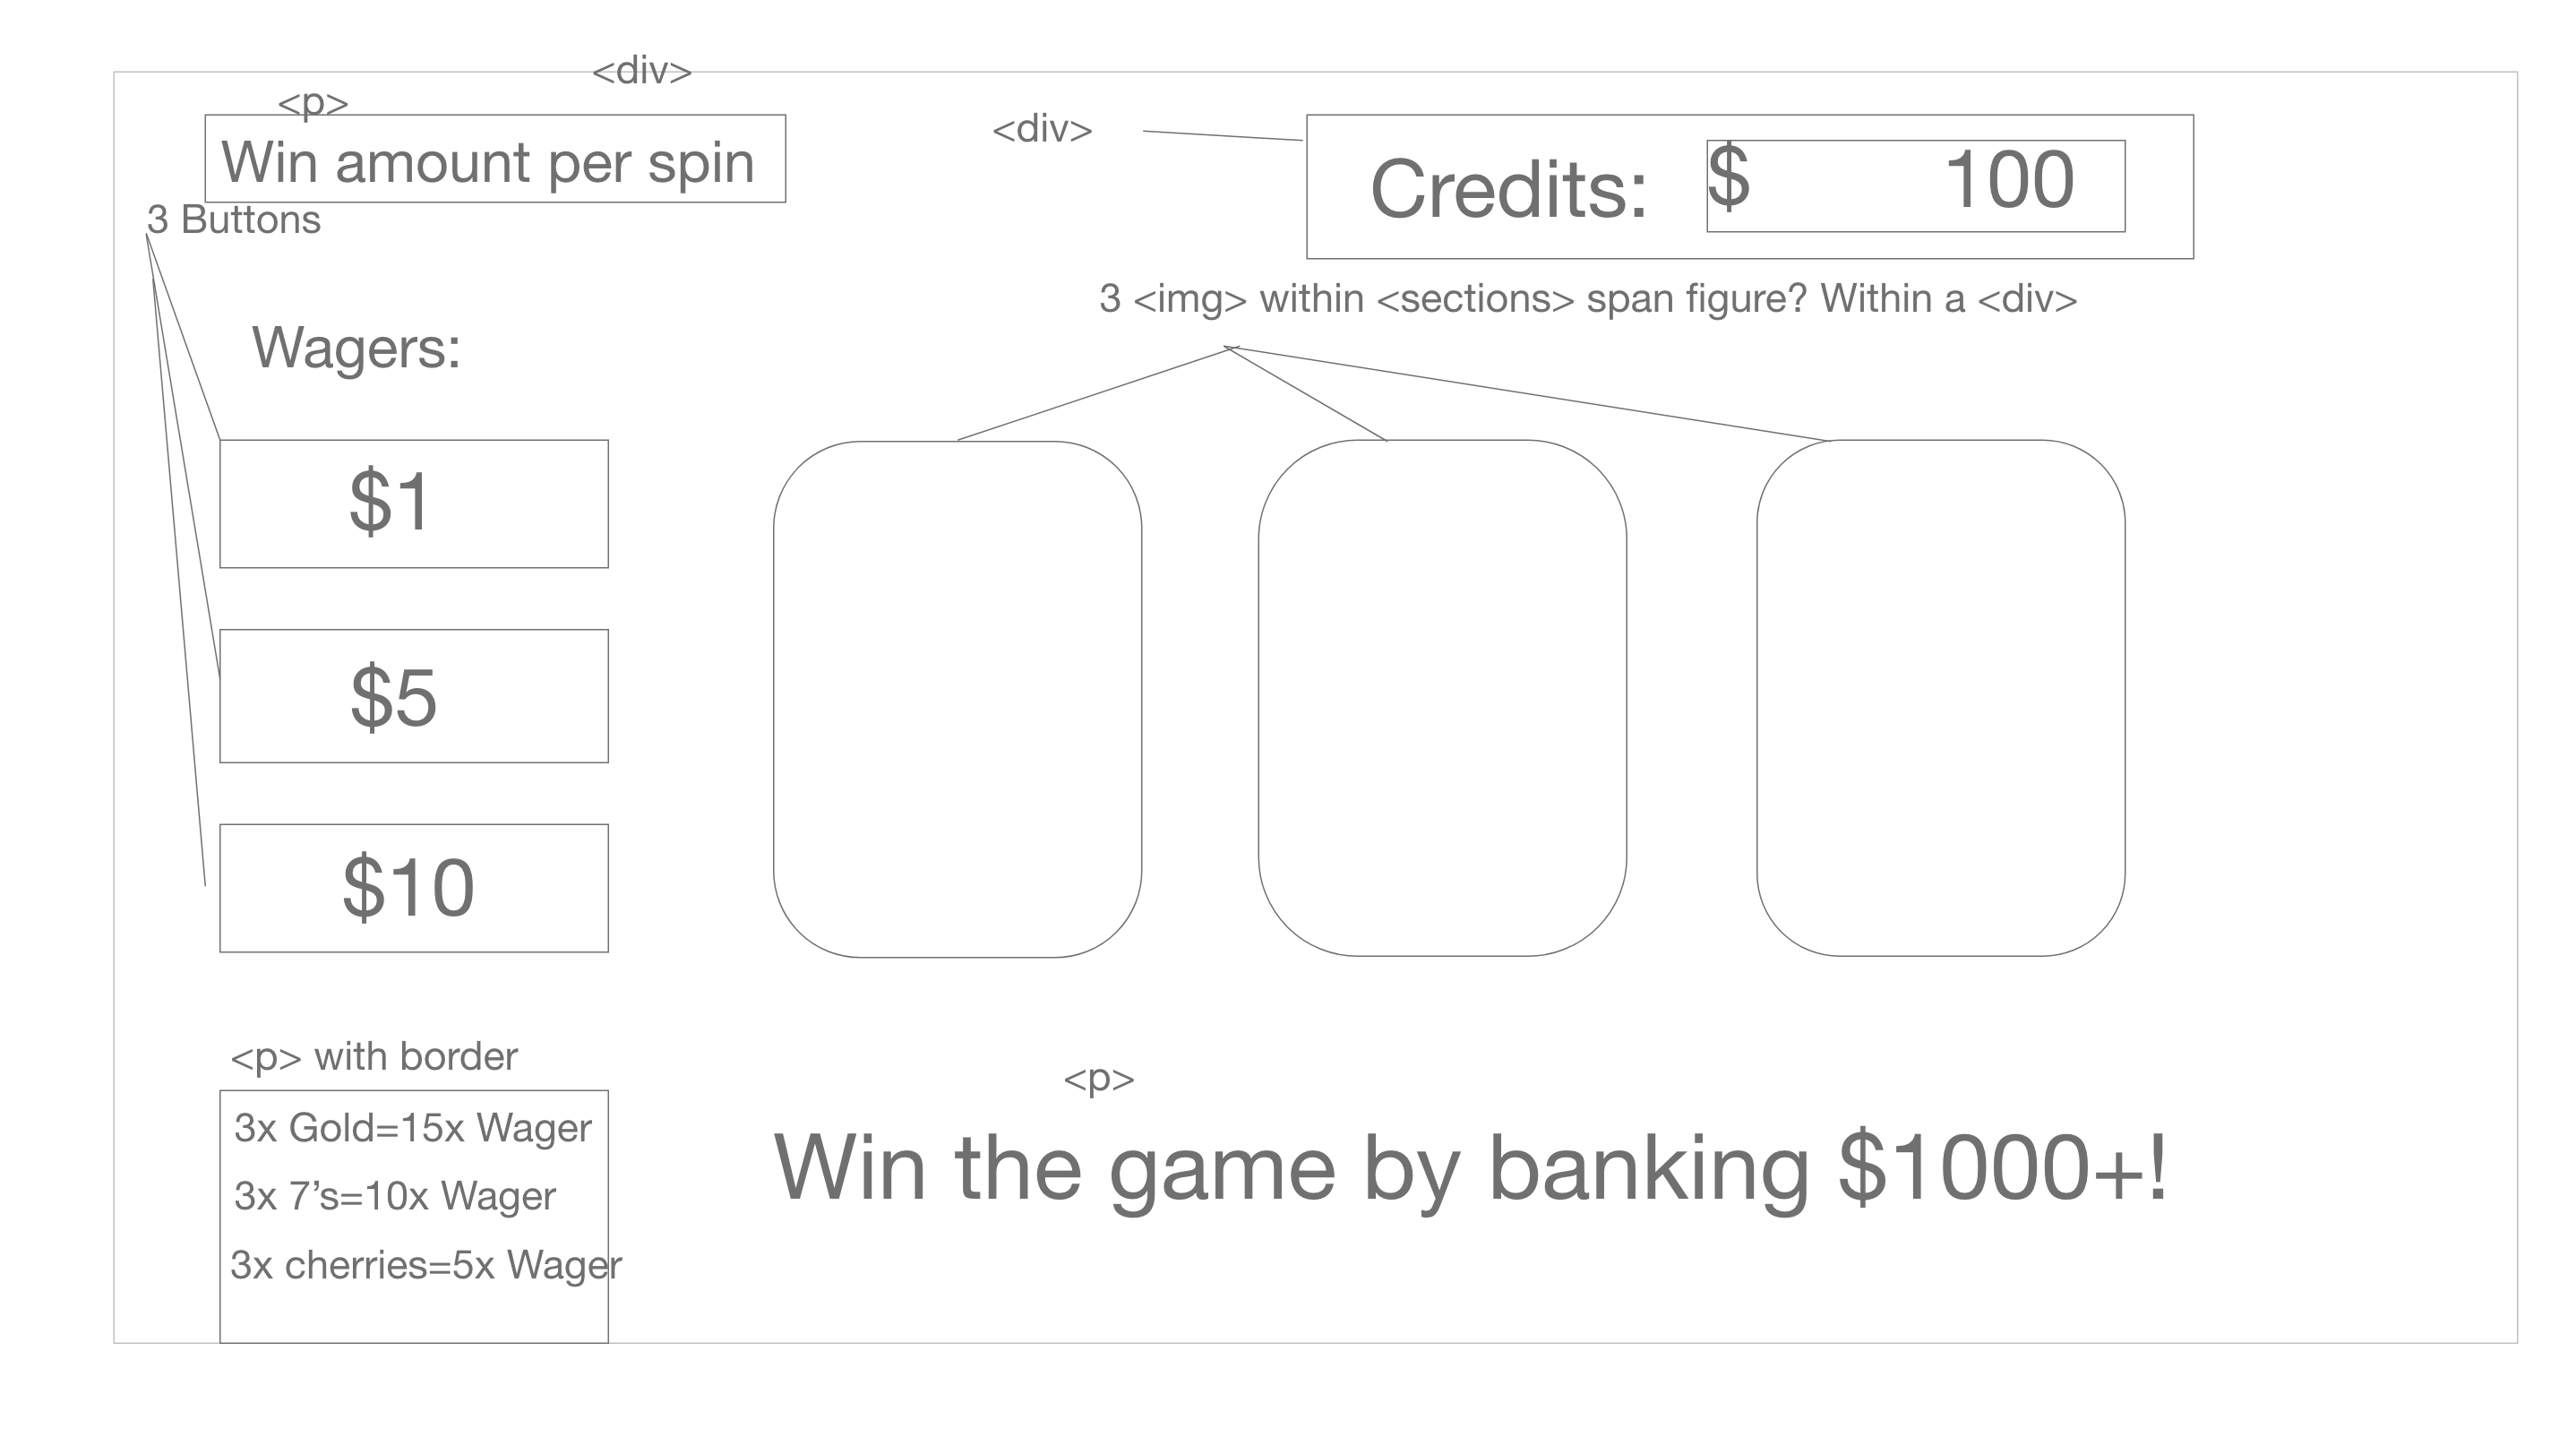 <div>
<p>
Win amount per spin
<div>
Credits:
$ 100
3 Buttons
3 <img> within <sections> span figure? Within a <div>
Wagers:
$1
$5
$10
<p> with border
3x Gold=15x Wager
3x 7’s=10x Wager
3x cherries=5x Wager
<p>
Win the game by banking $1000+!